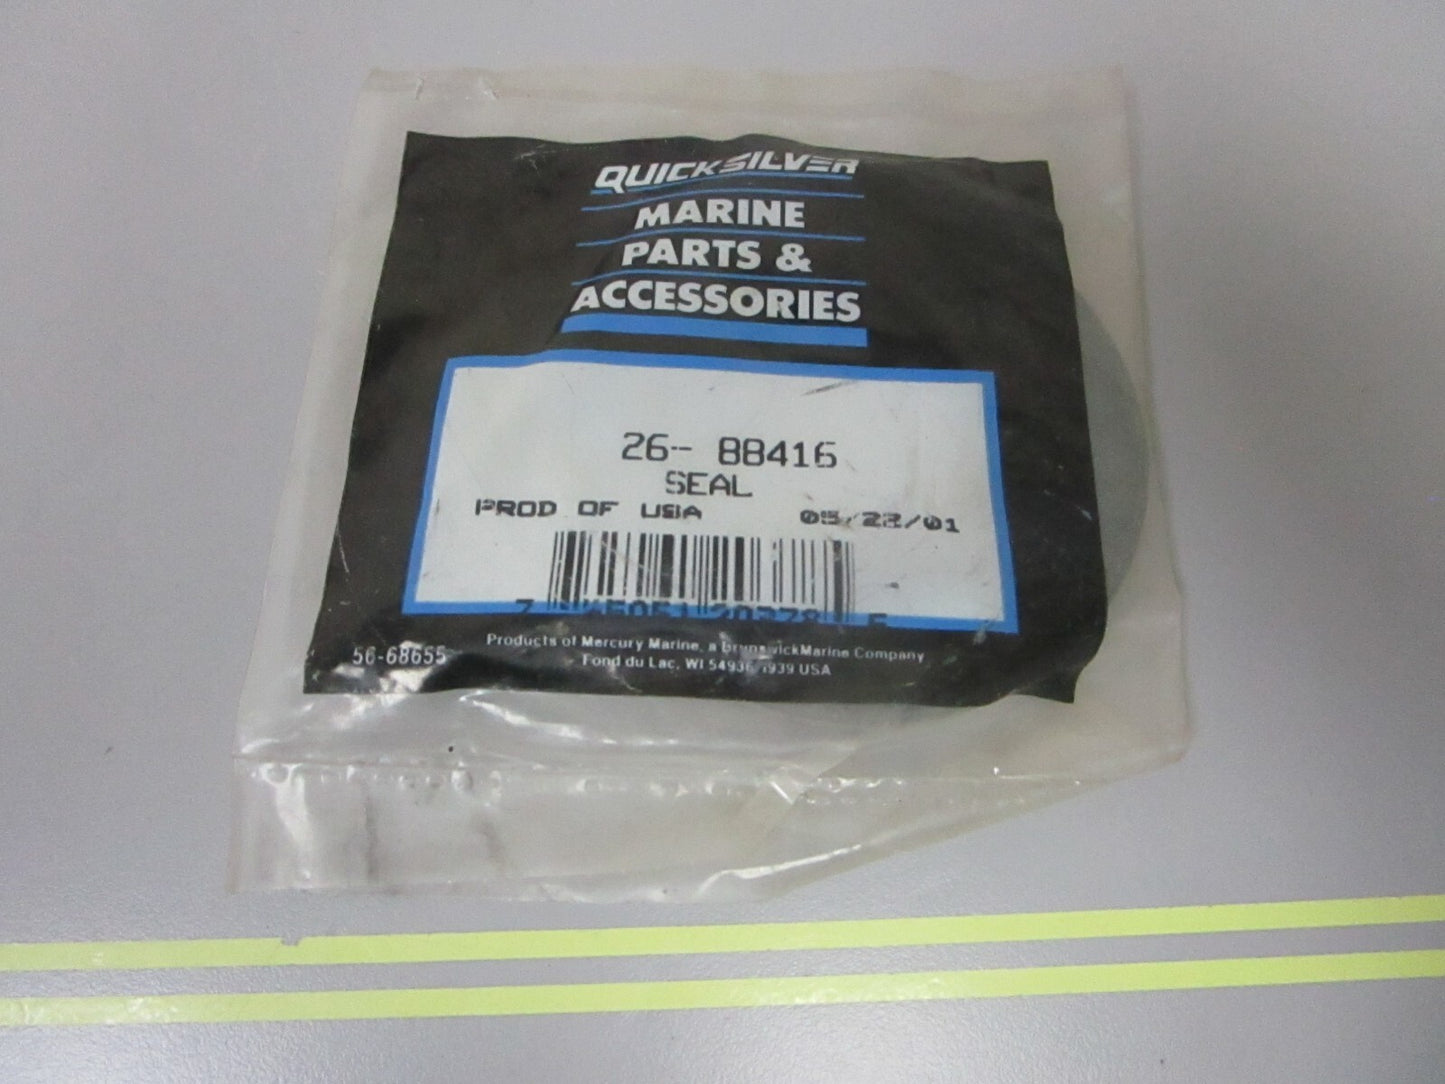 QUICKSILVER
MARINE
PARTS &
ACCESSORIES
26-- 88416
SEAL
PROD OF USA 05/22/01
56-68655
Products of Mercury Marine, a Brunswick Marine Company
Fond du Lac, WI 54936-1939 USA